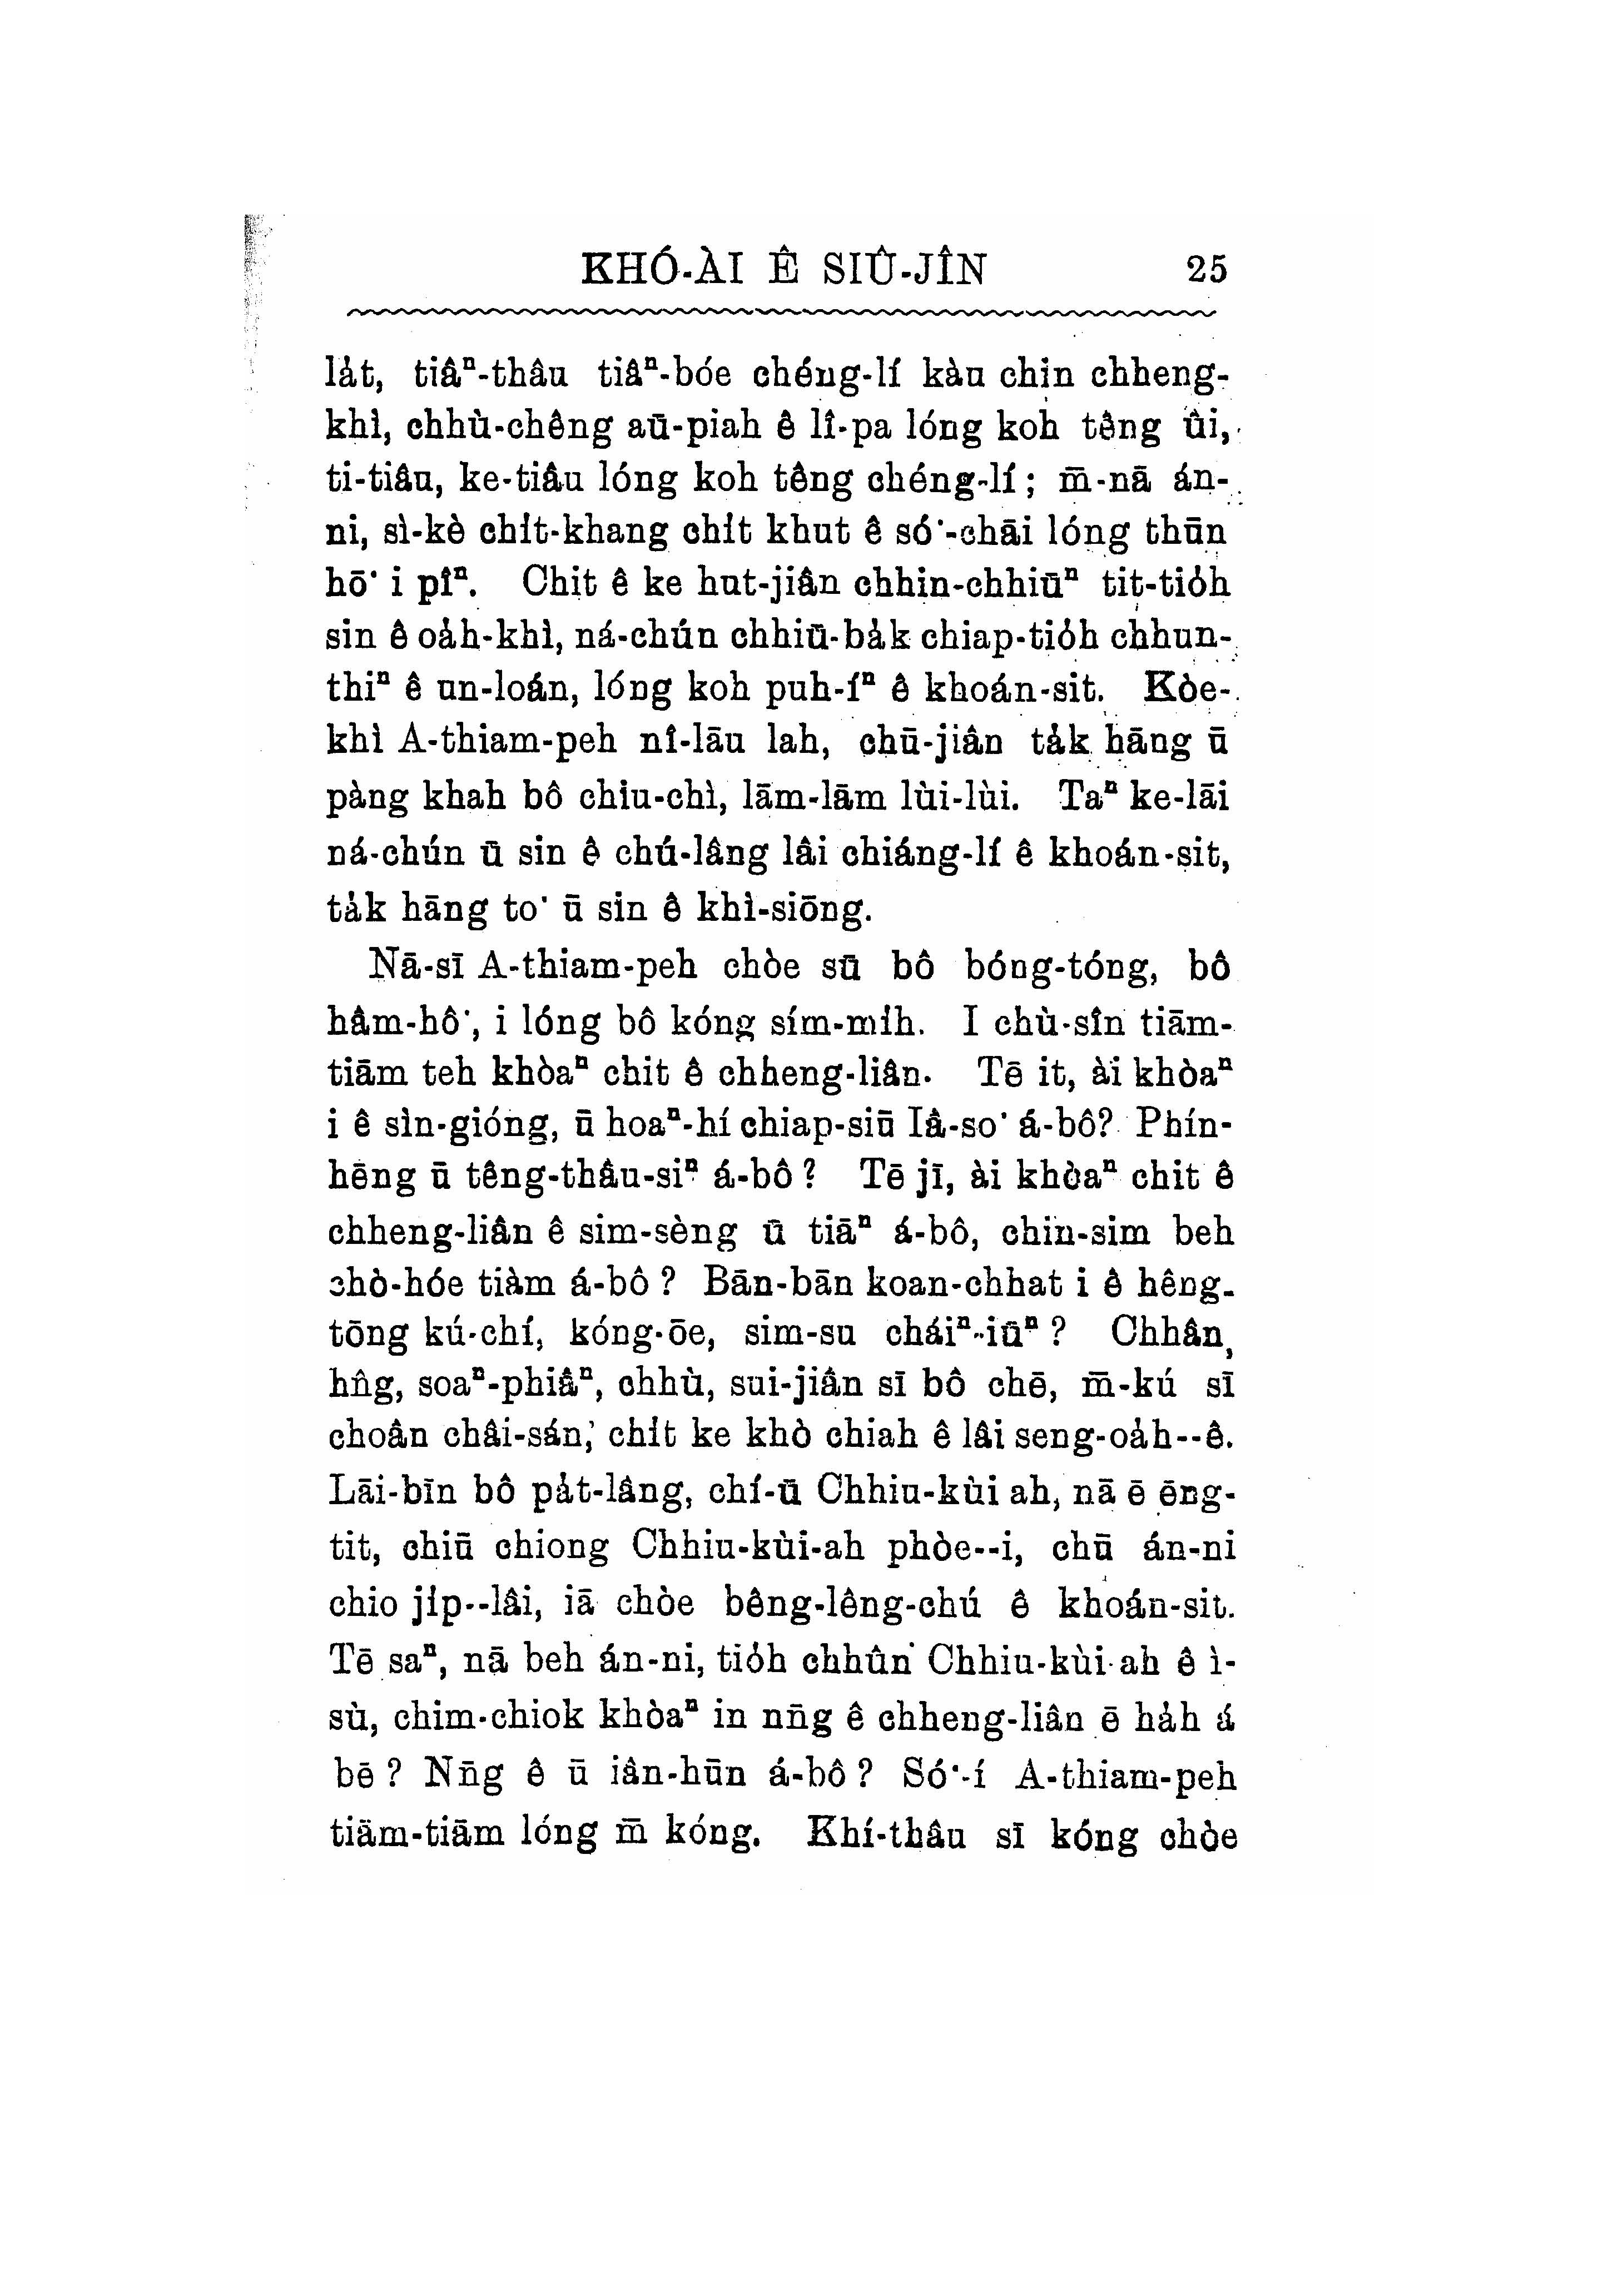 KHÓ-ÀI Ê SIÛ-JÎN 25
la̍t, tiâⁿ-thâu tiâⁿ-bóe chéng-lí kàu chin chheng-
khì, chhù-chêng aū-piah ê lî-pa lóng koh têng ûi,
ti-tiâu, ke-tiâu lóng koh têng chéng-lí; m̄-nā án-
ni, sì-kè chi̍t-khang chi̍t khut ê só͘-chāi lóng thūn
hō͘ i pîⁿ. Chit ê ke hut-jiân chhin-chhiūⁿ tit-tio̍h
sin ê oa̍h-khì, ná-chún chhiū-ba̍k chiap-tio̍h chhun-
thiⁿ ê un-loán, lóng koh puh-íⁿ ê khoán-sit. Kòe-
khì A-thiam-peh nî-lāu lah, chū-jiân ta̍k hāng ū
pàng khah bô chiu-chì, lām-lām lùi-lùi. Taⁿ ke-lāi
ná-chún ū sin ê chú-lâng lâi chiáng-lí ê khoán-sit,
ta̍k hāng to͘ ū sin ê khì-siōng.
Nā-sī A-thiam-peh chòe sū bô bóng-tóng, bô
hâm-hô͘, i lóng bô kóng sím-mi̍h. I chù-sîn tiām-
tiām teh khòaⁿ chit ê chheng-liân. Tē it, ài khòaⁿ
i ê sìn-gióng, ū hoaⁿ-hí chiap-siū Iâ-so͘ á-bô? Phín-
hēng ū têng-thâu-siⁿ á-bô? Tē jī, ài khòaⁿ chit ê
chheng-liân ê sim-sèng ū tiāⁿ á-bô, chin-sim beh
chò-hóe tiàm á-bô? Bān-bān koan-chhat i ê hêng-
tōng kú-chí, kóng-ōe, sim-su cháiⁿ-iūⁿ? Chhân,
hn̂g, soaⁿ-phiâⁿ, chhù, sui-jiân sī bô chē, m̄-kú sī
choân châi-sán, chi̍t ke khò chiah ê lâi seng-oa̍h--ê.
Lāi-bīn bô pa̍t-lâng, chí-ū Chhiu-kùi ah, nā ē ēng-
tit, chiū chiong Chhiu-kùi-ah phòe--i, chū án-ni
chio ji̍p--lâi, iā chòe bêng-lêng-chú ê khoán-sit.
Tē saⁿ, nā beh án-ni, tio̍h chhûn Chhiu-kùi-ah ê ì-
sù, chim-chiok khòaⁿ in nn̄g ê chheng-liân ē ha̍h á
bē? Nn̄g ê ū iân-hūn á-bô? Só͘-í A-thiam-peh
tiām-tiām lóng m̄ kóng. Khí-thâu sī kóng chòe